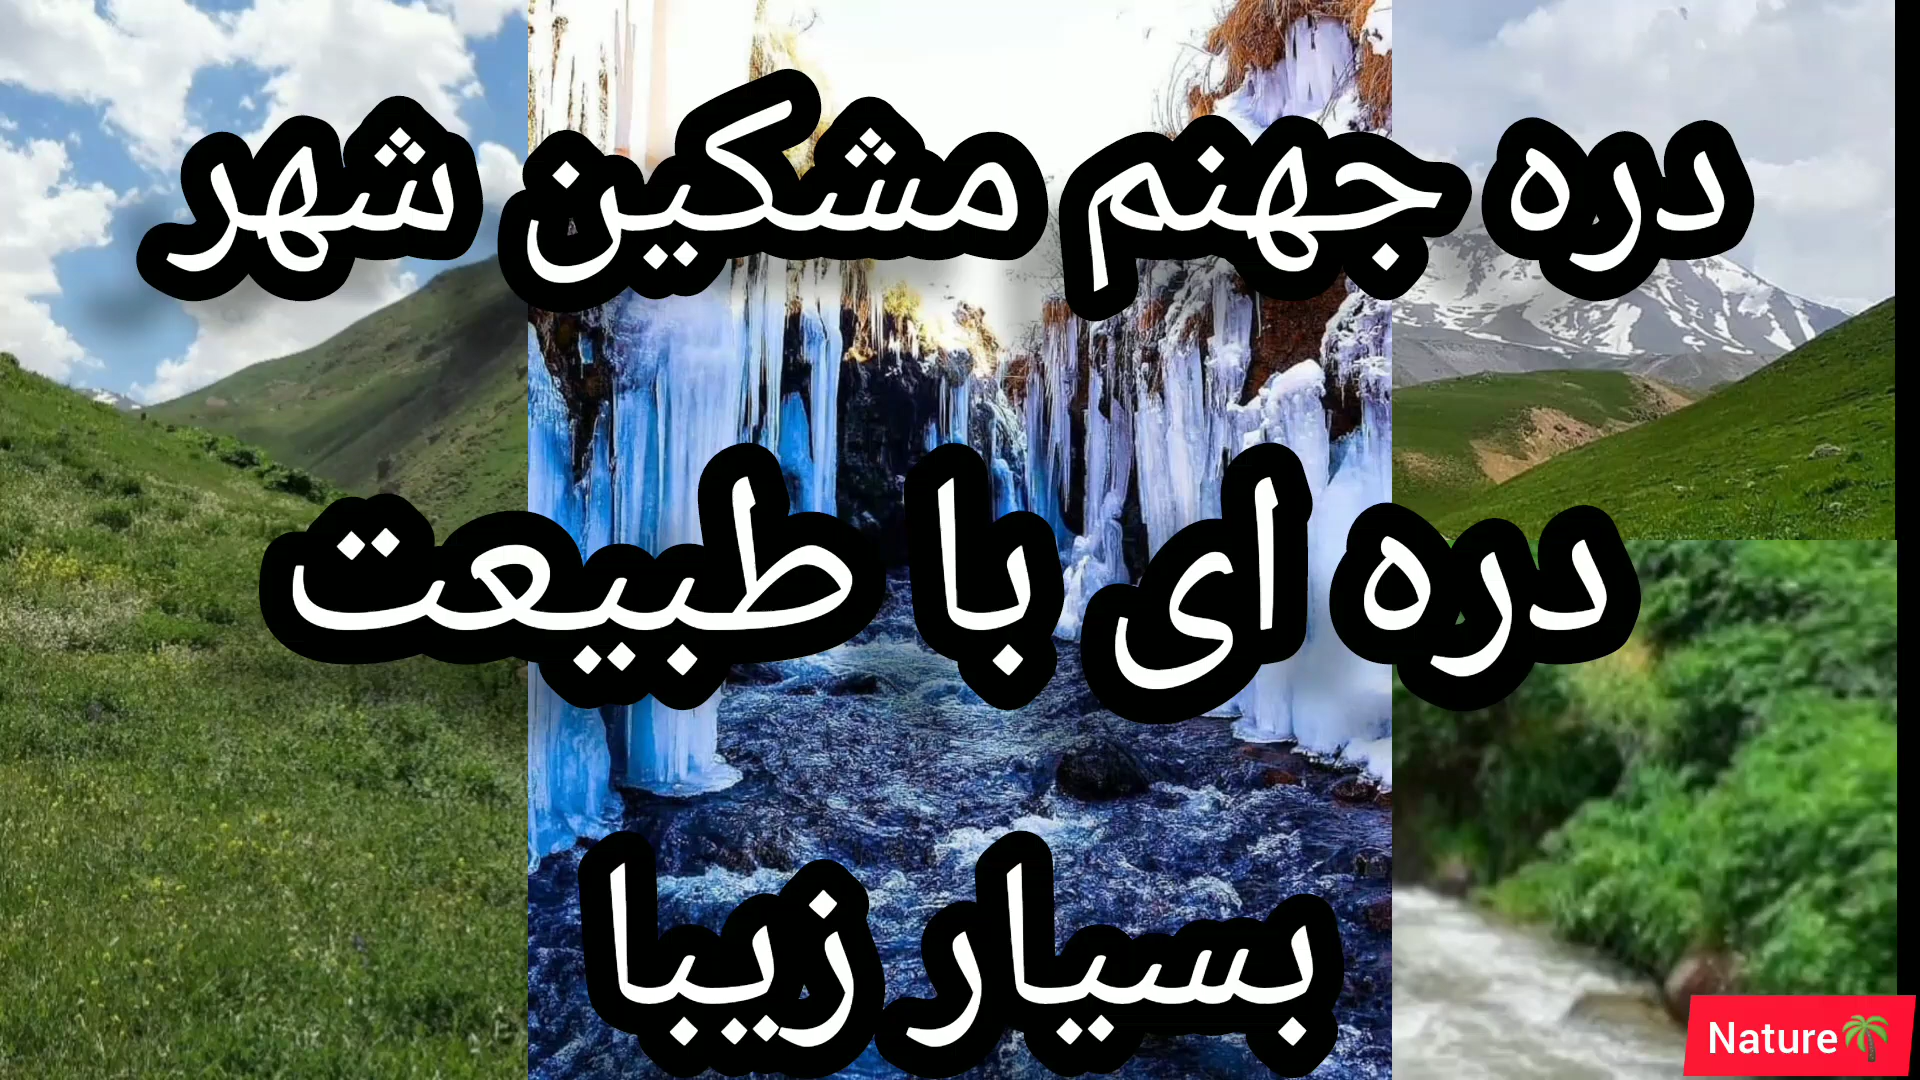 دره جهنم مشکین شهر
دره ای با طبیعت
بسیار زیبا
Nature🌴